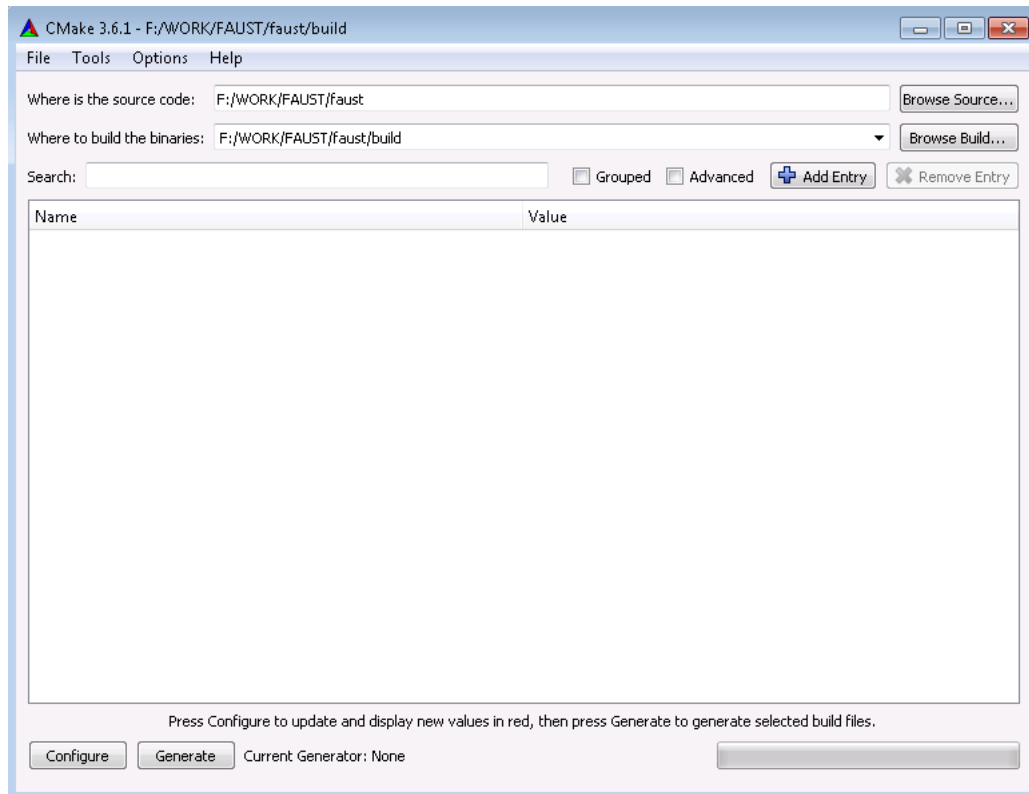 CMake 3.6.1 - F:/WORK/FAUST/faust/build
File Tools Options Help
Where is the source code: F:/WORK/FAUST/faust Browse Source...
Where to build the binaries: F:/WORK/FAUST/faust/build Browse Build...
Search: Grouped Advanced Add Entry Remove Entry
Name Value
Press Configure to update and display new values in red, then press Generate to generate selected build files.
Configure Generate Current Generator: None